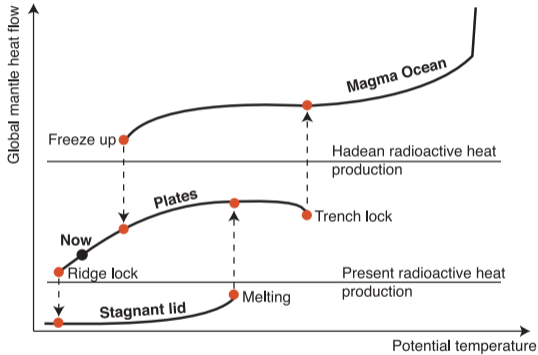 Global mantle heat flow
Magma Ocean
Freeze up
Hadean radioactive heat
production
Plates
Trench lock
Now
Ridge lock
Present radioactive heat
production
Melting
Stagnant lid
Potential temperature